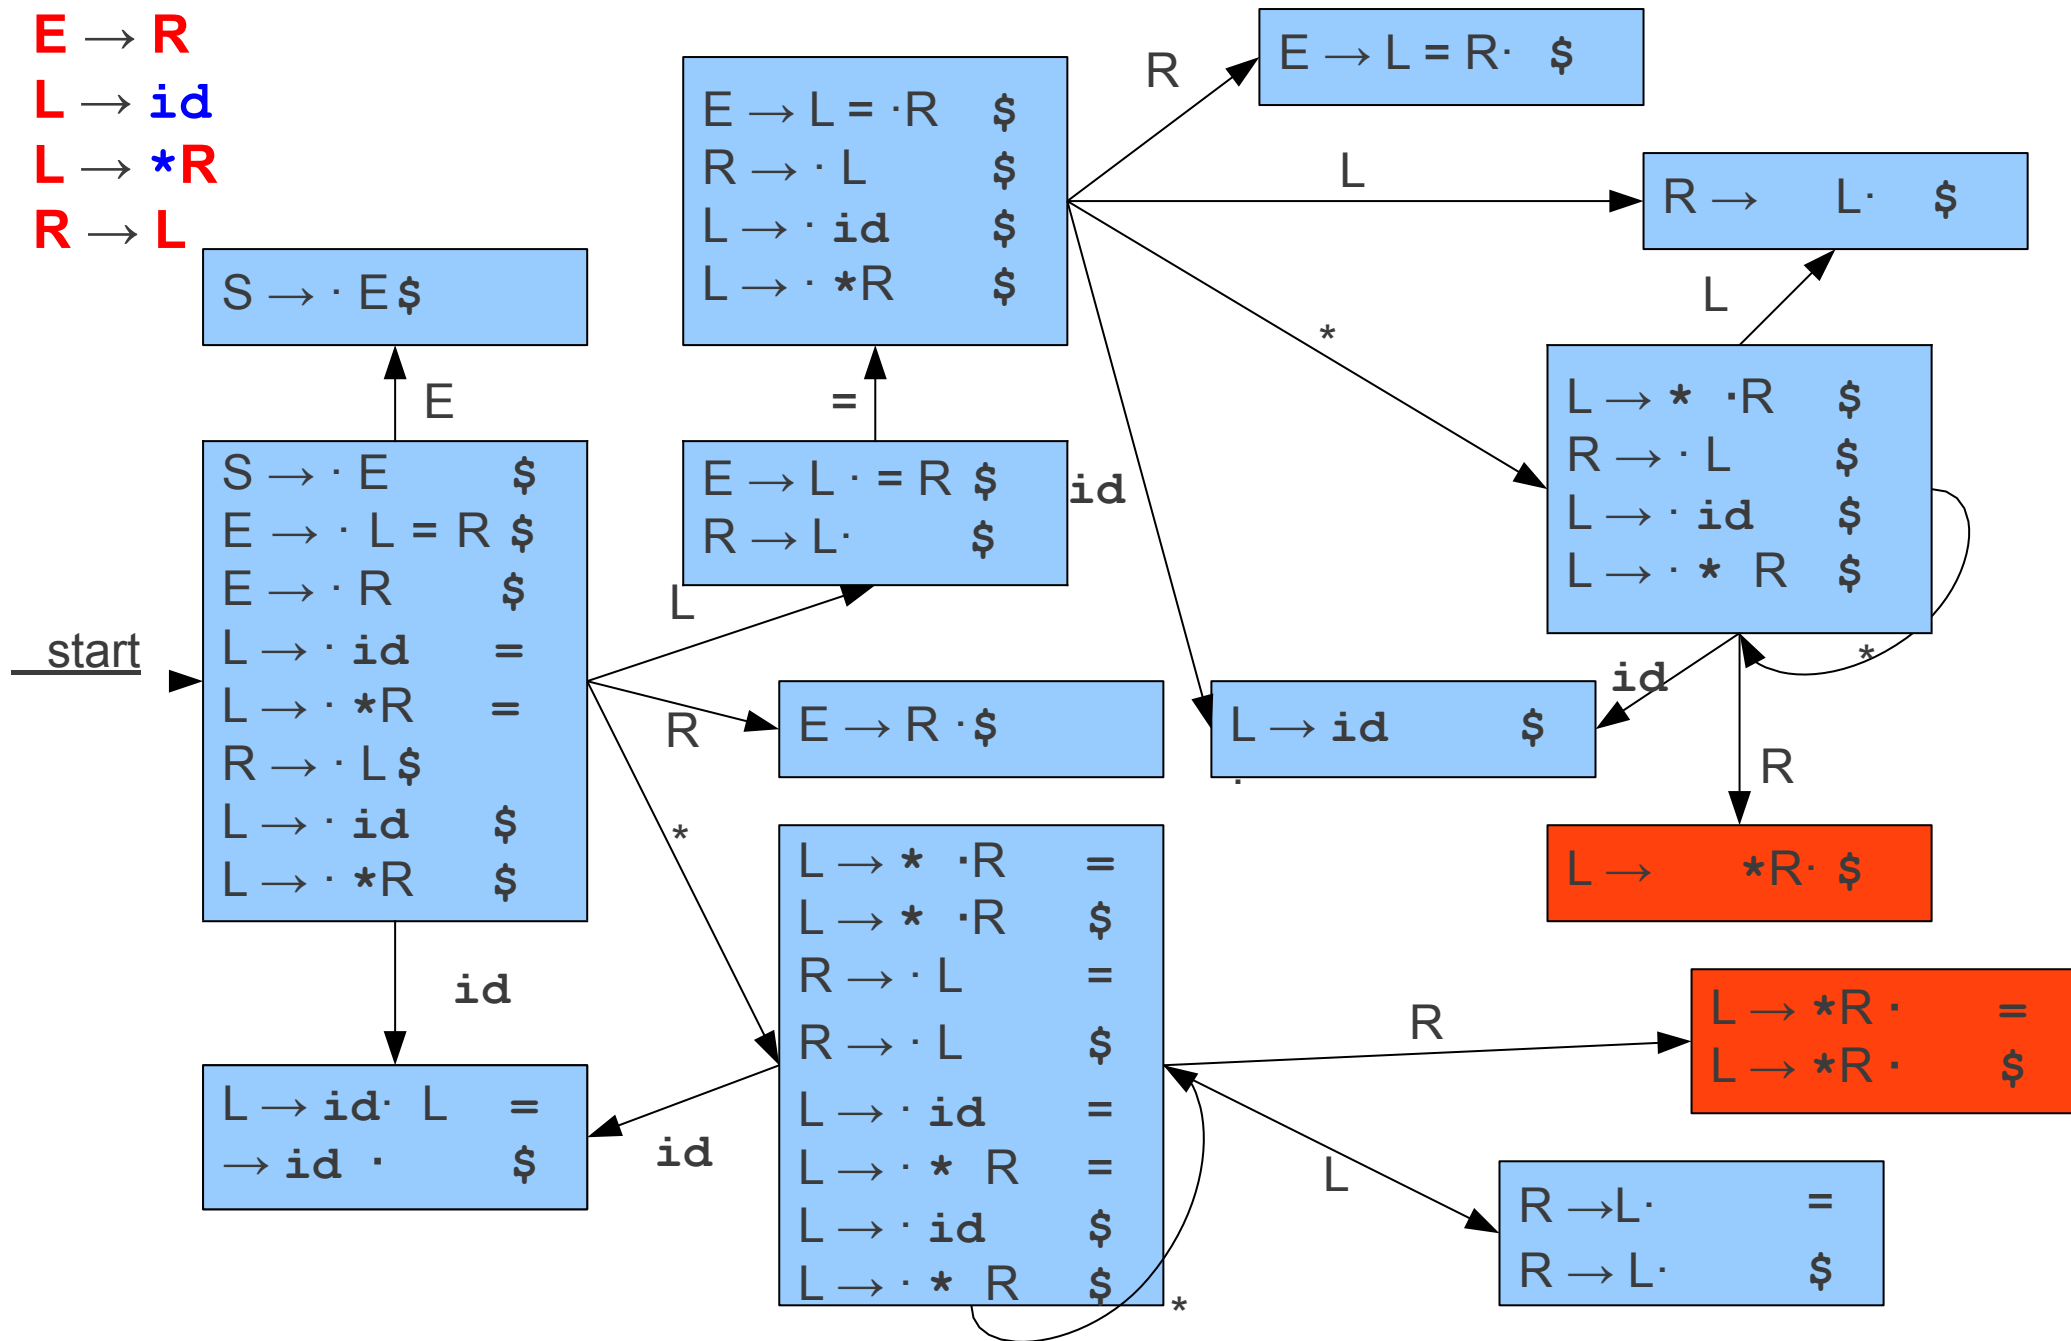 E → R
L → id
L → *R
R → L
S → · E $
E
start
S → · E $
E → · L = R $
E → · R $
L → · id =
L → · *R =
R → · L $
L → · id $
L → · *R $
id
L → id· L =
→ id · $
E → L = ·R $
R → · L $
L → · id $
L → · *R $
=
E → L · = R $
R → L· $
L
R
*
E → R · $
id
L → * ·R =
L → * ·R $
R → · L =
R → · L $
L → · id =
L → · * R =
L → · id $
L → · * R $
*
R
E → L = R· $
L
R → L· $
*
id
L
L → * ·R $
R → · L $
L → · id $
L → · * R $
*
id
L → id $
·
R
L → *R· $
R
L → *R · =
L → *R · $
L
R →L· =
R → L· $